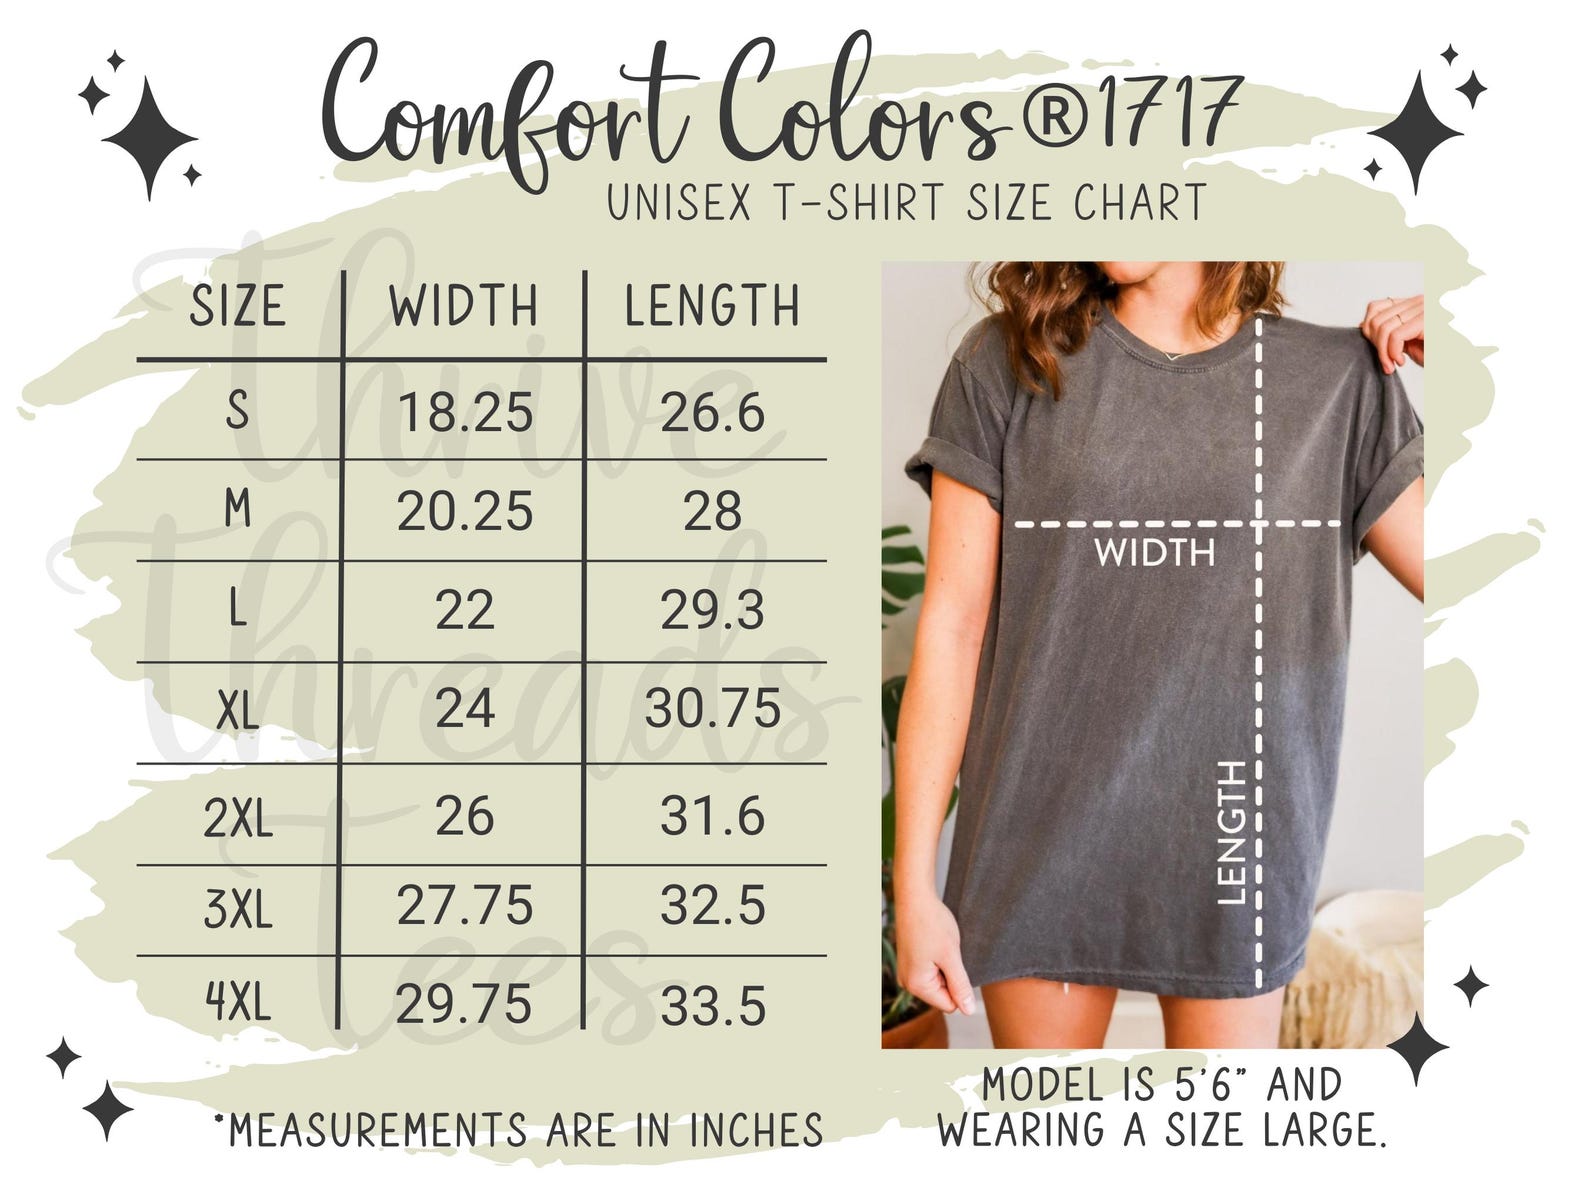 Comfort Colors®1717
UNISEX T-SHIRT SIZE CHART
SIZE WIDTH LENGTH
S 18.25 26.6
M 20.25 28
L 22 29.3
XL 24 30.75
2XL 26 31.6
3XL 27.75 32.5
4XL 29.75 33.5
*MEASUREMENTS ARE IN INCHES
thrive
threads
tees
WIDTH
LENGTH
MODEL IS 5'6" AND
WEARING A SIZE LARGE.